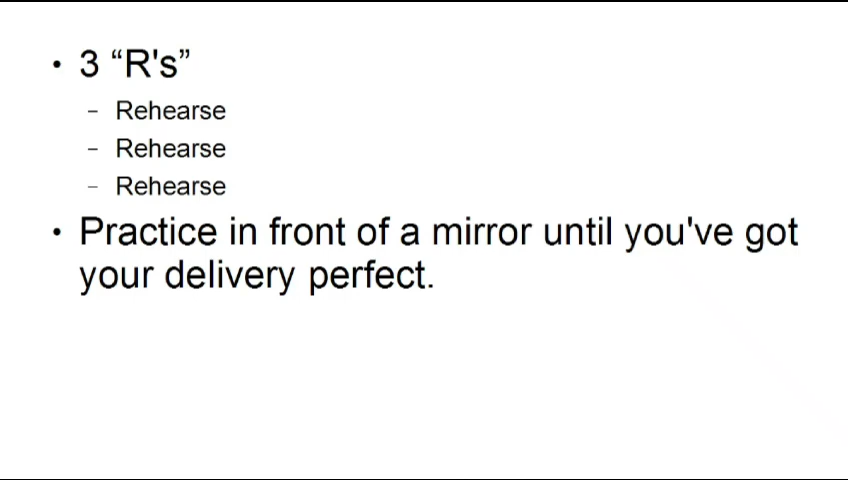 • 3 “R's”
– Rehearse
– Rehearse
– Rehearse
• Practice in front of a mirror until you've got
your delivery perfect.